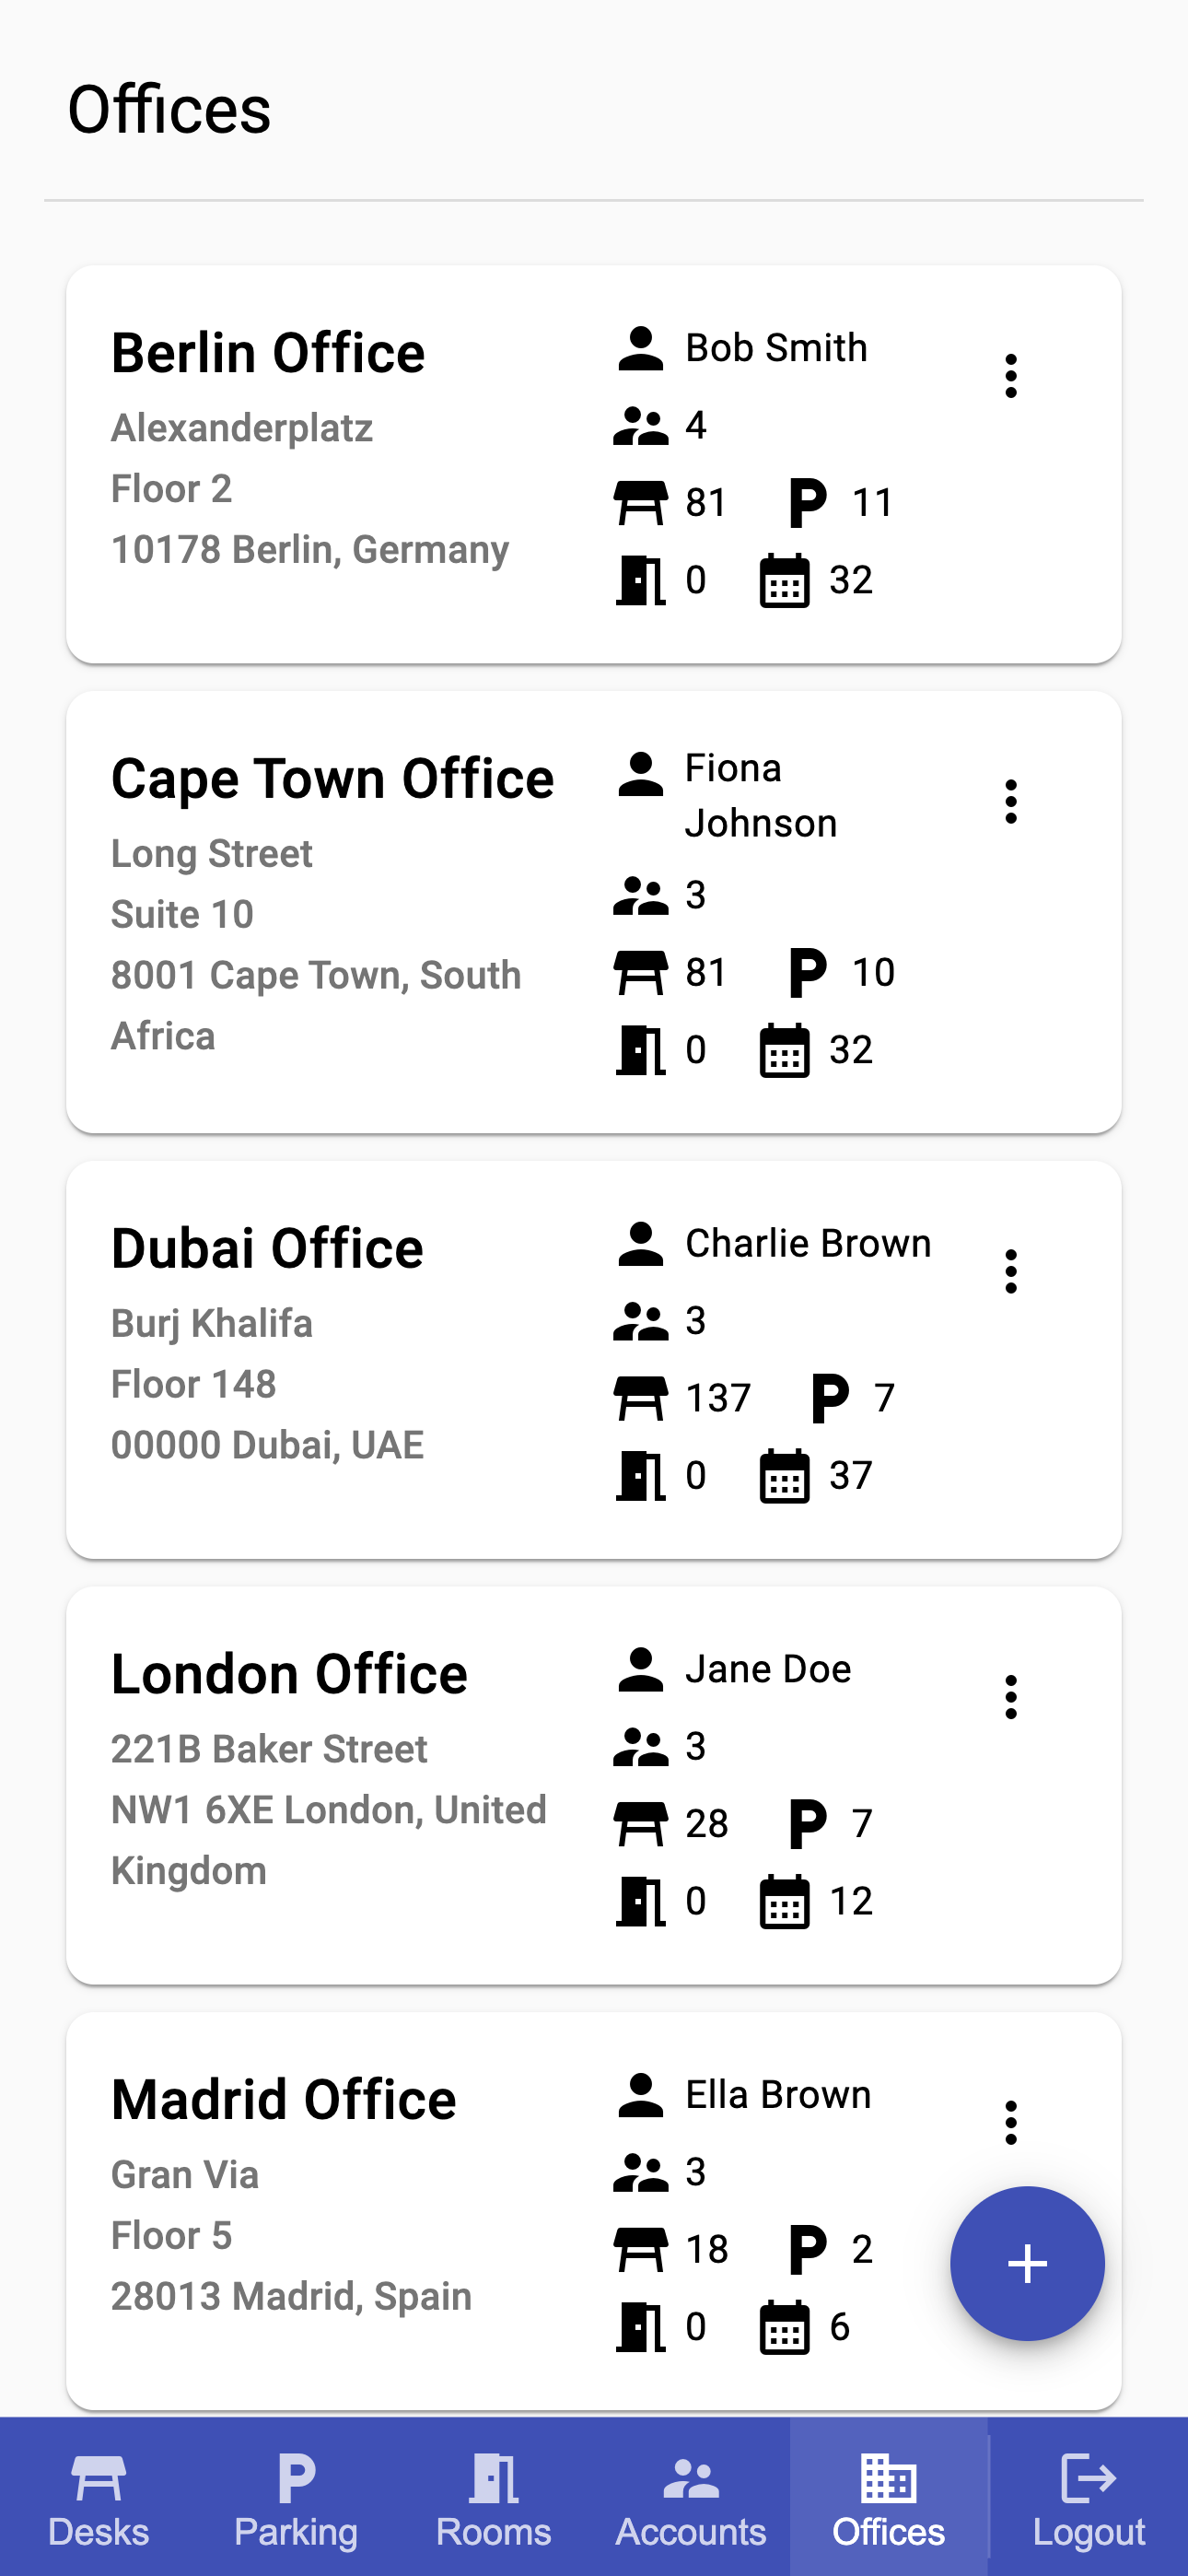 Offices
Berlin Office
Alexanderplatz
Floor 2
10178 Berlin, Germany
Bob Smith
4
81 P 11
0 32
Cape Town Office
Long Street
Suite 10
8001 Cape Town, South
Africa
Fiona
Johnson
3
81 P 10
0 32
Dubai Office
Burj Khalifa
Floor 148
00000 Dubai, UAE
Charlie Brown
3
137 P 7
0 37
London Office
221B Baker Street
NW1 6XE London, United
Kingdom
Jane Doe
3
28 P 7
0 12
Madrid Office
Gran Via
Floor 5
28013 Madrid, Spain
Ella Brown
3
18 P 2
0 6
+
P
Desks Parking Rooms Accounts Offices Logout